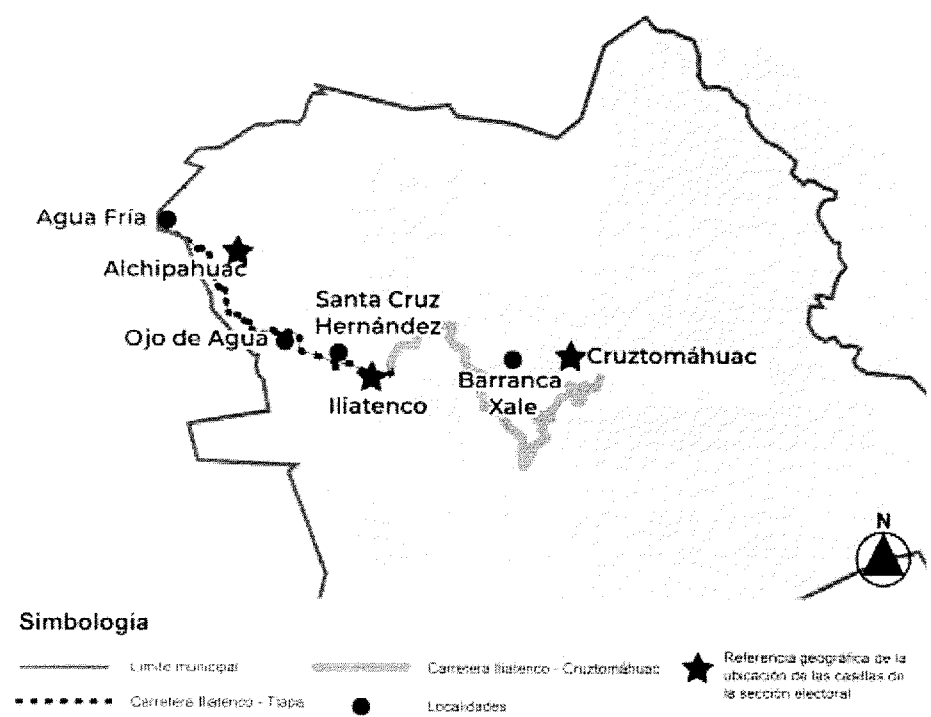 Agua Fría
Alchipahuac
Santa Cruz
Hernández
Ojo de Agua
Iliatenco
Barranca
Xale
Cruztomáhuac
N
Simbología
Límite municipal
Carretera Iliatenco - Cruztomáhuac
Referencia geográfica de la
ubicación de las casillas de
la sección electoral
Carretera Iliatenco - Tlapa
Localidades